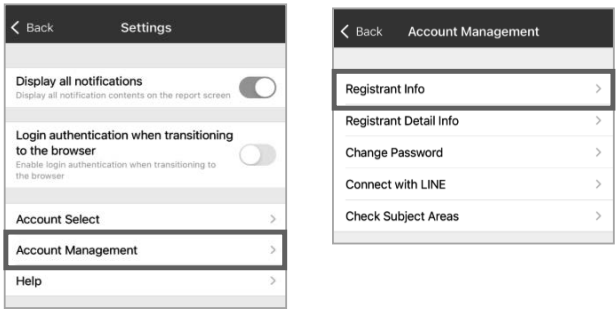 Back Settings
Display all notifications
Display all notification contents on the report screen
Login authentication when transitioning
to the browser
Enable login authentication when transitioning to
the browser
Account Select
Account Management
Help
Back Account Management
Registrant Info
Registrant Detail Info
Change Password
Connect with LINE
Check Subject Areas